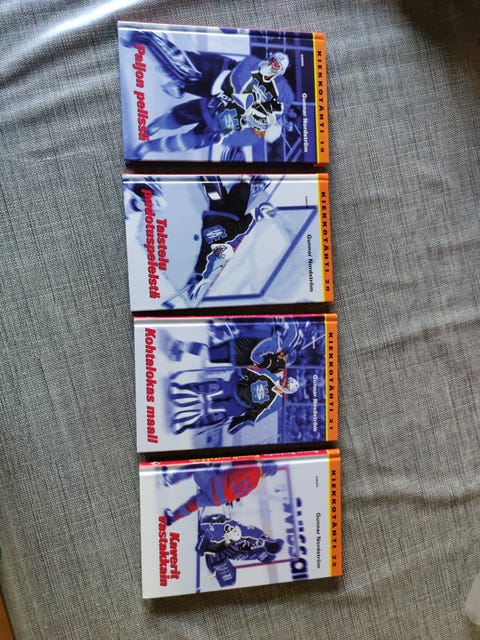 KIEKKOTÄHTI 19
Gunnar Nordström
Paljon pelissä
KIEKKOTÄHTI 20
Gunnar Nordström
Taistelu
pudotuspeleistä
KIEKKOTÄHTI 21
Gunnar Nordström
Kohtalokas maali
KIEKKOTÄHTI 22
Gunnar Nordström
Kaverit
vastakkain